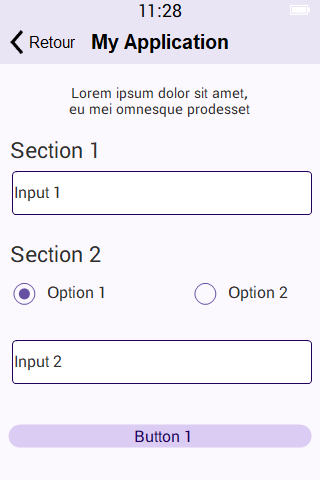 11:28
Retour My Application
Lorem ipsum dolor sit amet,
eu mei omnesque prodesset
Section 1
Input 1
Section 2
Option 1 Option 2
Input 2
Button 1